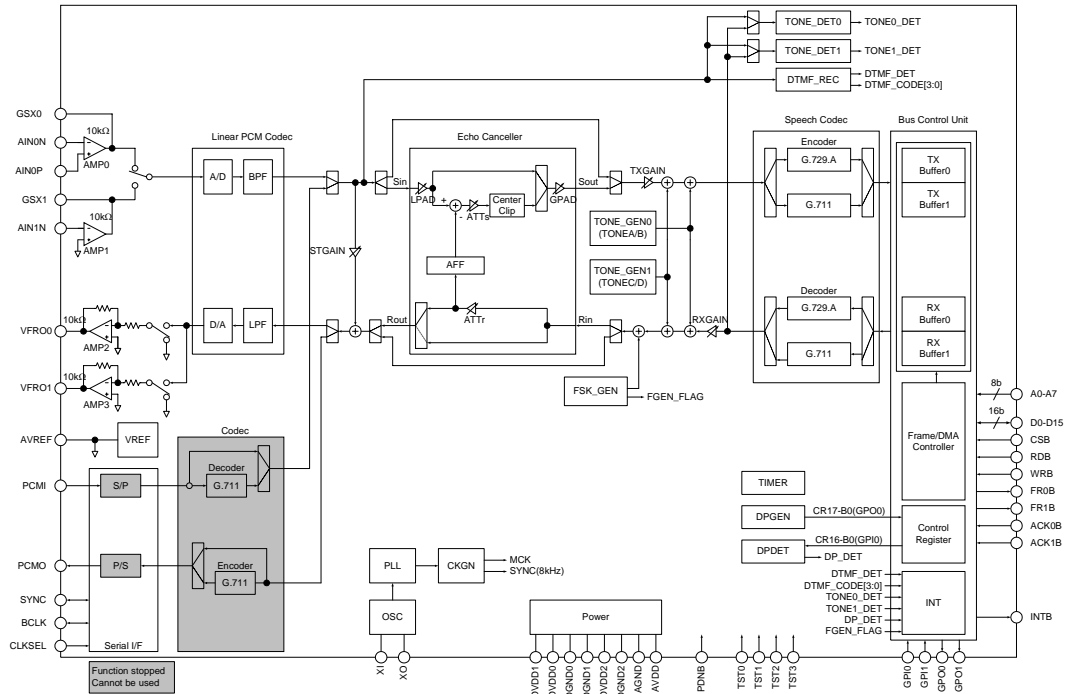 TONE_DET0
TONE0_DET
TONE_DET1
TONE1_DET
DTMF_REC
DTMF_DET
DTMF_CODE[3:0]
GSX0
10kΩ
AIN0N
AIN0P
AMP0
GSX1
10kΩ
AIN1N
AMP1
Linear PCM Codec
A/D
BPF
Echo Canceller
Sin
LPAD
+
+
-
ATTs
Center
Clip
Sout
GPAD
AFF
STGAIN
ATTr
Rout
Rin
TXGAIN
TONE_GEN0
(TONEA/B)
TONE_GEN1
(TONEC/D)
RXGAIN
FSK_GEN
FGEN_FLAG
Speech Codec
Encoder
G.729.A
G.711
Decoder
G.729.A
G.711
Bus Control Unit
TX
Buffer0
TX
Buffer1
RX
Buffer0
RX
Buffer1
Frame/DMA
Controller
Control
Register
INT
VFRO0
10kΩ
AMP2
D/A
LPF
VFRO1
10kΩ
AMP3
AVREF
VREF
Codec
PCMI
S/P
Decoder
G.711
PCMO
P/S
Encoder
G.711
SYNC
BCLK
CLKSEL
Serial I/F
Function stopped
Cannot be used
PLL
CKGN
MCK
SYNC(8kHz)
OSC
XI
XO
Power
DVDD1
DVDD0
DGND0
DGND1
DVDD2
DGND2
AGND
AVDD
PDNB
TST0
TST1
TST2
TST3
TIMER
DPGEN
CR17-B0(GPO0)
DPDET
CR16-B0(GPI0)
DP_DET
DTMF_DET
DTMF_CODE[3:0]
TONE0_DET
TONE1_DET
DP_DET
FGEN_FLAG
GPI0
GPI1
GPO0
GPO1
8b
A0-A7
16b
D0-D15
CSB
RDB
WRB
FR0B
FR1B
ACK0B
ACK1B
INTB